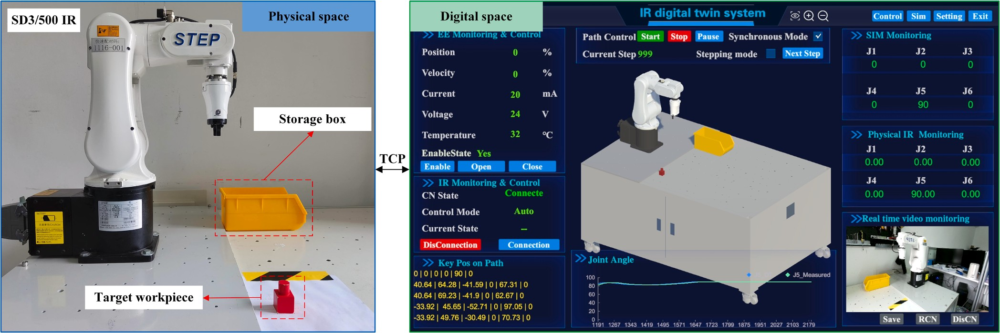 SD3/500 IR
Physical space
STEP
快速配对码:
1116-001
Storage box
Target workpiece
BATTERY
注意事项/CAUTION
STEP
TCP
Digital space
IR digital twin system
Control
Sim
Setting
Exit
EE Monitoring & Control
Position 0 %
Velocity 0 %
Current 20 mA
Voltage 24 V
Temperature 32 °C
EnableState Yes
Enable Open Close
IR Monitoring & Control
CN State Connecte
Control Mode Auto
Current State --
DisConnection Connection
Key Pos on Path
0 | 0 | 0 | 0 | 90 | 0
40.64 | 64.28 | -41.59 | 0 | 67.31 | 0
40.64 | 69.23 | -41.9 | 0 | 62.67 | 0
-33.92 | 45.65 | -52.71 | 0 | 97.05 | 0
-33.92 | 49.76 | -30.49 | 0 | 70.73 | 0
Path Control Start Stop Pause Synchronous Mode
Current Step 999 Stepping mode Next Step
Joint Angle
J5_Measured
100
80
60
40
20
0
1191 1267 1343 1419 1495 1571 1647 1723 1799 1875 1951 2027 2103 2179
SIM Monitoring
J1 J2 J3
0 0 0
J4 J5 J6
0 90 0
Physical IR Monitoring
J1 J2 J3
0.00 0.00 0.00
J4 J5 J6
0.00 90.00 0.00
Real time video monitoring
STEP
Save RCN DisCN